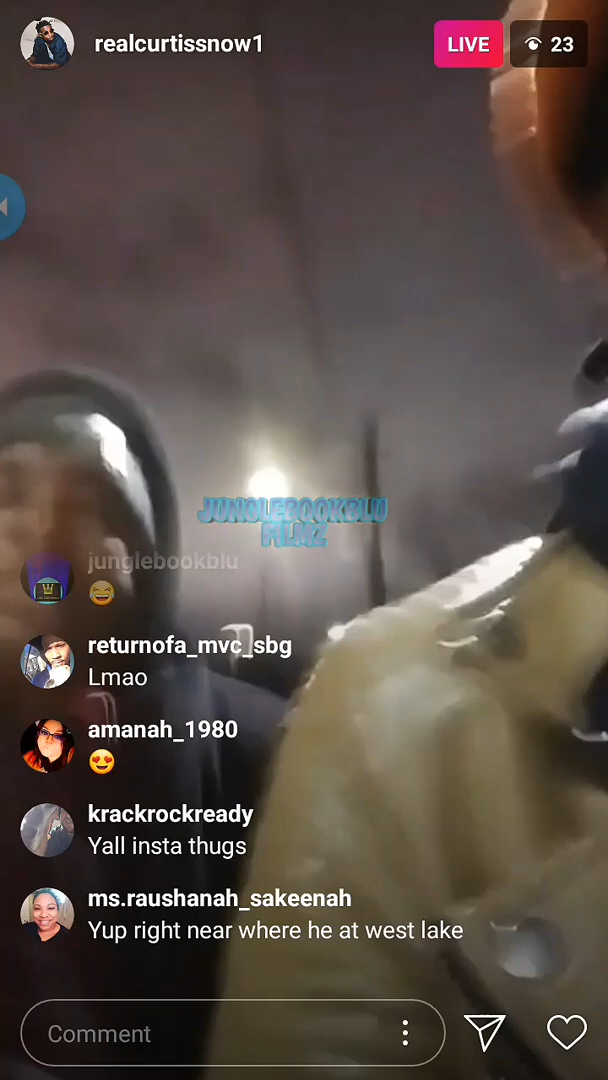 realcurtissnow1
LIVE
23
JUNGLEBOOKBLU
FILMZ
junglebookblu
😄
returnofa_mvc_sbg
Lmao
amanah_1980
😍
krackrockready
Yall insta thugs
ms.raushanah_sakeenah
Yup right near where he at west lake
Comment